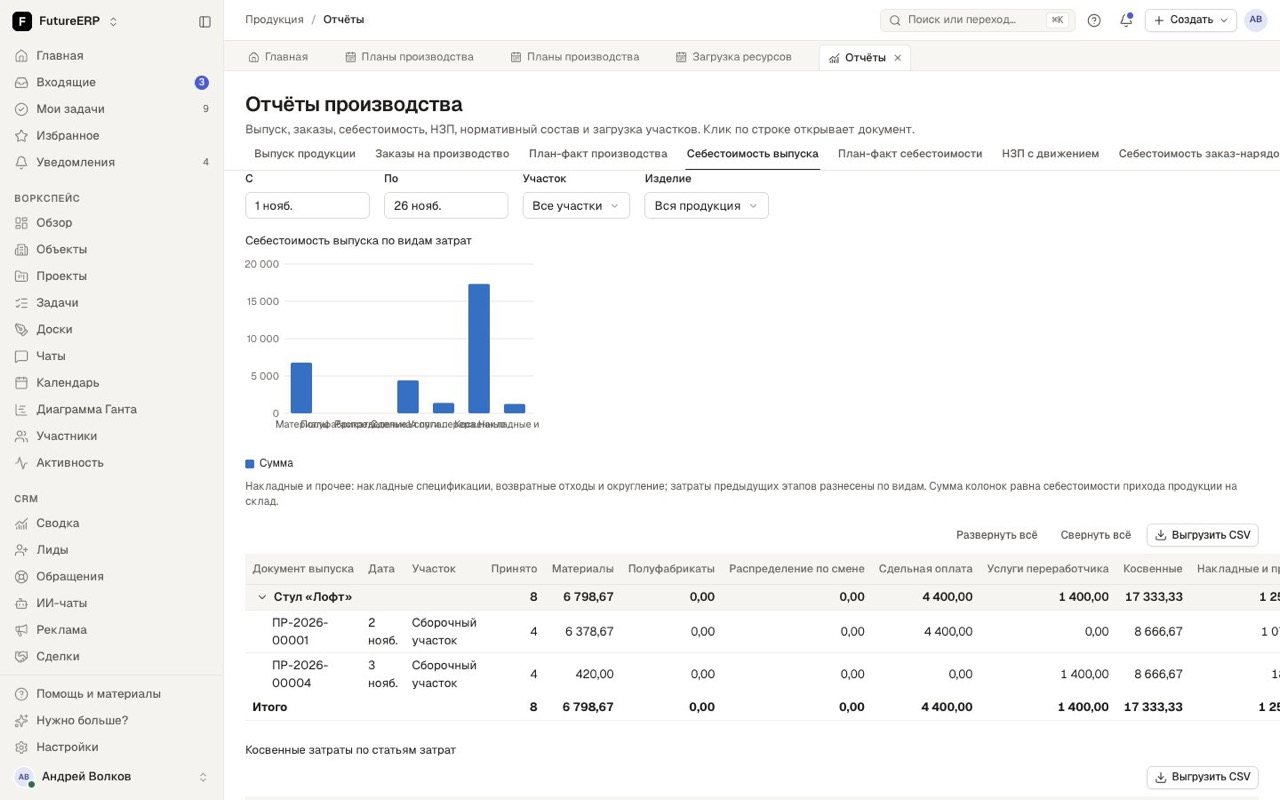 F FutureERP
Продукция / Отчёты
Поиск или переход... ⌘K
Создать
АВ
Главная
Входящие 3
Мои задачи 9
Избранное
Уведомления 4
ВОРКСПЕЙС
Обзор
Объекты
Проекты
Задачи
Доски
Чаты
Календарь
Диаграмма Ганта
Участники
Активность
CRM
Сводка
Лиды
Обращения
ИИ-чаты
Реклама
Сделки
Помощь и материалы
Нужно больше?
Настройки
АВ Андрей Волков
Главная Планы производства Планы производства Загрузка ресурсов Отчёты
Отчёты производства
Выпуск, заказы, себестоимость, НЗП, нормативный состав и загрузка участков. Клик по строке открывает документ.
Выпуск продукции Заказы на производство План-факт производства Себестоимость выпуска План-факт себестоимости НЗП с движением Себестоимость заказ-нарядо
С По Участок Изделие
1 нояб. 26 нояб. Все участки Вся продукция
Себестоимость выпуска по видам затрат
20 000
15 000
10 000
5 000
0
Сумма
Накладные и прочее: накладные спецификации, возвратные отходы и округление; затраты предыдущих этапов разнесены по видам. Сумма колонок равна себестоимости прихода продукции на
склад.
Развернуть всё Свернуть всё Выгрузить CSV
Документ выпуска Дата Участок Принято Материалы Полуфабрикаты Распределение по смене Сдельная оплата Услуги переработчика Косвенные Накладные и пр
Стул «Лофт» 8 6 798,67 0,00 0,00 4 400,00 1 400,00 17 333,33 1 25
ПР-2026- 2 Сборочный
00001 нояб. участок 4 6 378,67 0,00 0,00 4 400,00 0,00 8 666,67 1 07
ПР-2026- 3 Сборочный
00004 нояб. участок 4 420,00 0,00 0,00 0,00 1 400,00 8 666,67 18
Итого 8 6 798,67 0,00 0,00 4 400,00 1 400,00 17 333,33 1 25
Косвенные затраты по статьям затрат
Выгрузить CSV